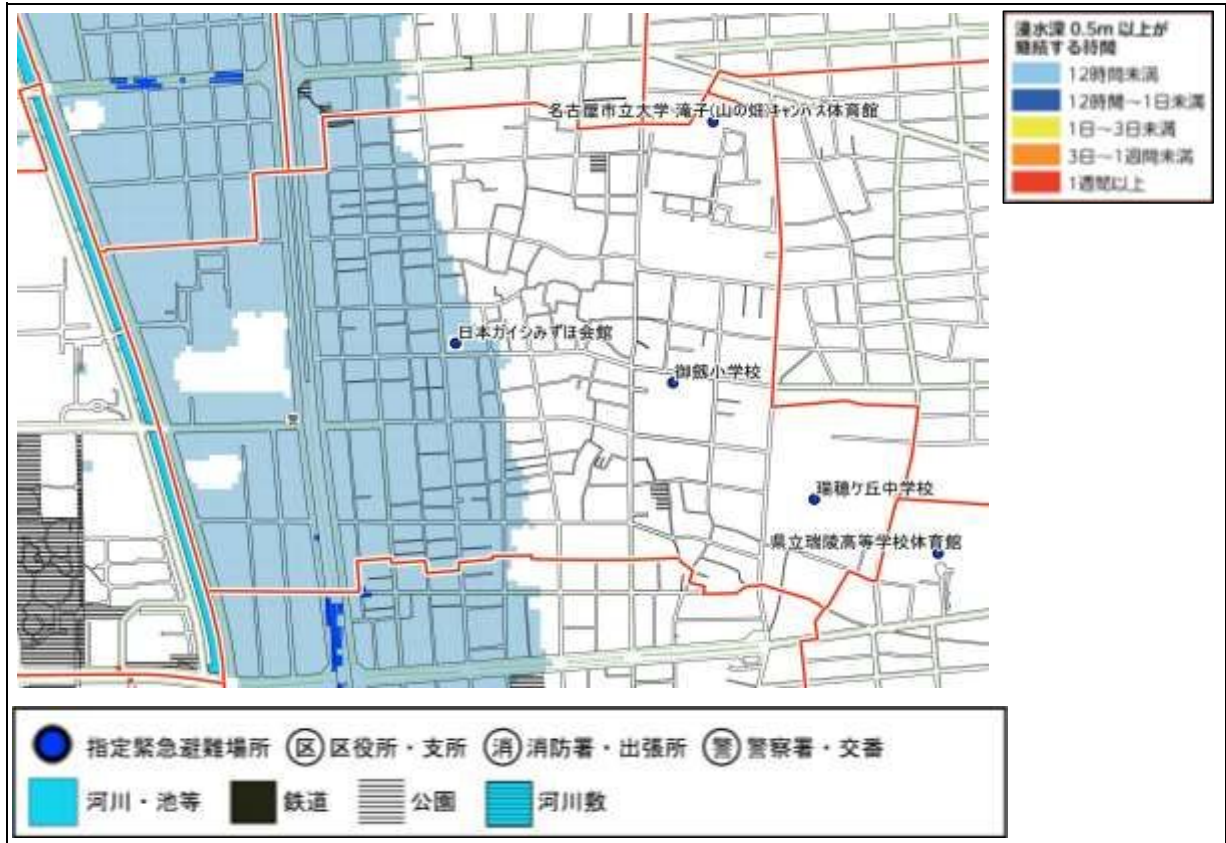 名古屋市立大学 滝子(山の畑)キャンパス体育館
日本ガイシみずほ会館
御劔小学校
瑞穂ケ丘中学校
県立瑞陵高等学校体育館
浸水深 0.5m 以上が
継続する時間
12時間未満
12時間～1日未満
1日～3日未満
3日～1週間未満
1週間以上
指定緊急避難場所 区 区役所・支所 消 消防署・出張所 警 警察署・交番
河川・池等 鉄道 公園 河川敷